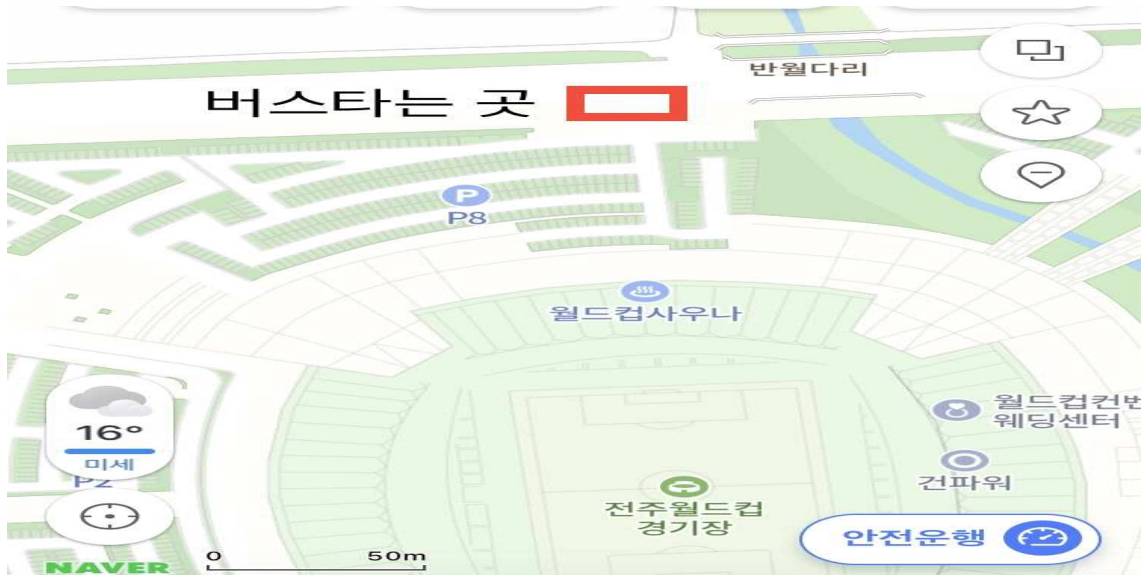 반월다리
버스타는 곳
P
P8
월드컵사우나
16°
미세
P2
월드컵컨벤
웨딩센터
건파워
전주월드컵
경기장
안전운행
0 50m
NAVER